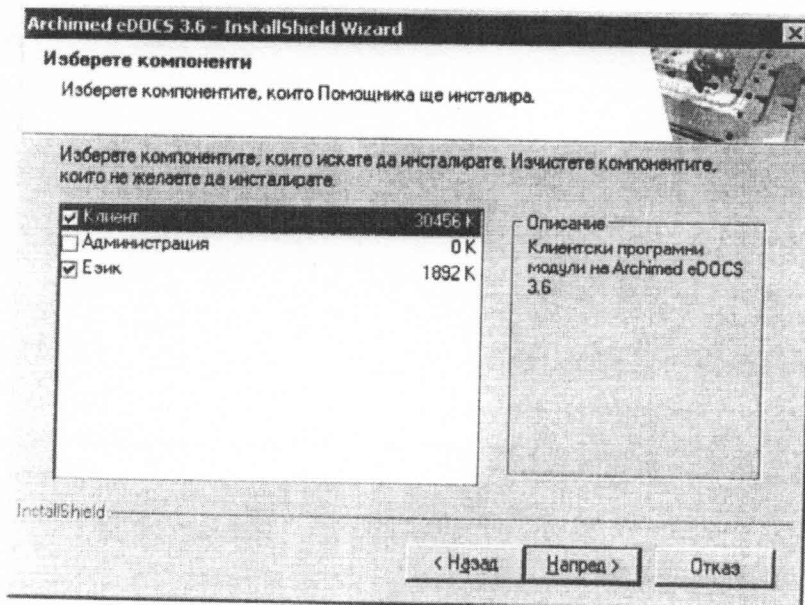 Archimed eDOCS 3.6 - InstallShield Wizard
Изберете компоненти
Изберете компонентите, които Помощника ще инсталира.
Изберете компонентите, които искате да инсталирате. Изчистете компонентите,
които не желаете да инсталирате.
Клиент 30456 K
Администрация 0 K
Език 1892 K
Описание
Клиентски програмни
модули на Archimed eDOCS
3.6
InstallShield
< Назад
Напред >
Отказ